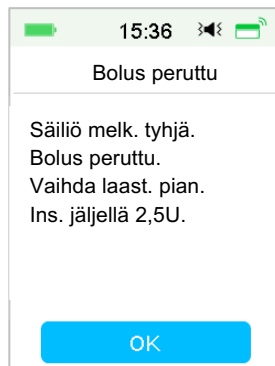 15:36
Bolus peruttu
Säiliö melk. tyhjä.
Bolus peruttu.
Vaihda laast. pian.
Ins. jäljellä 2,5U.
OK